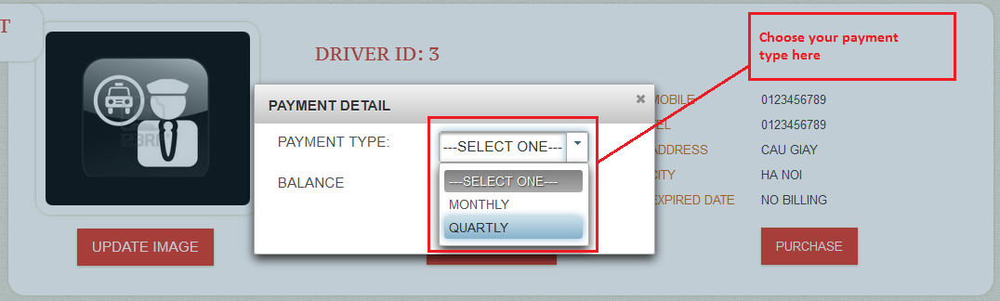 T
DRIVER ID: 3
Choose your payment
type here
PAYMENT DETAIL
PAYMENT TYPE:
---SELECT ONE---
---SELECT ONE---
MONTHLY
QUARTLY
BALANCE
MOBILE 0123456789
EL 0123456789
ADDRESS CAU GIAY
CITY HA NOI
EXPIRED DATE NO BILLING
UPDATE IMAGE
PURCHASE